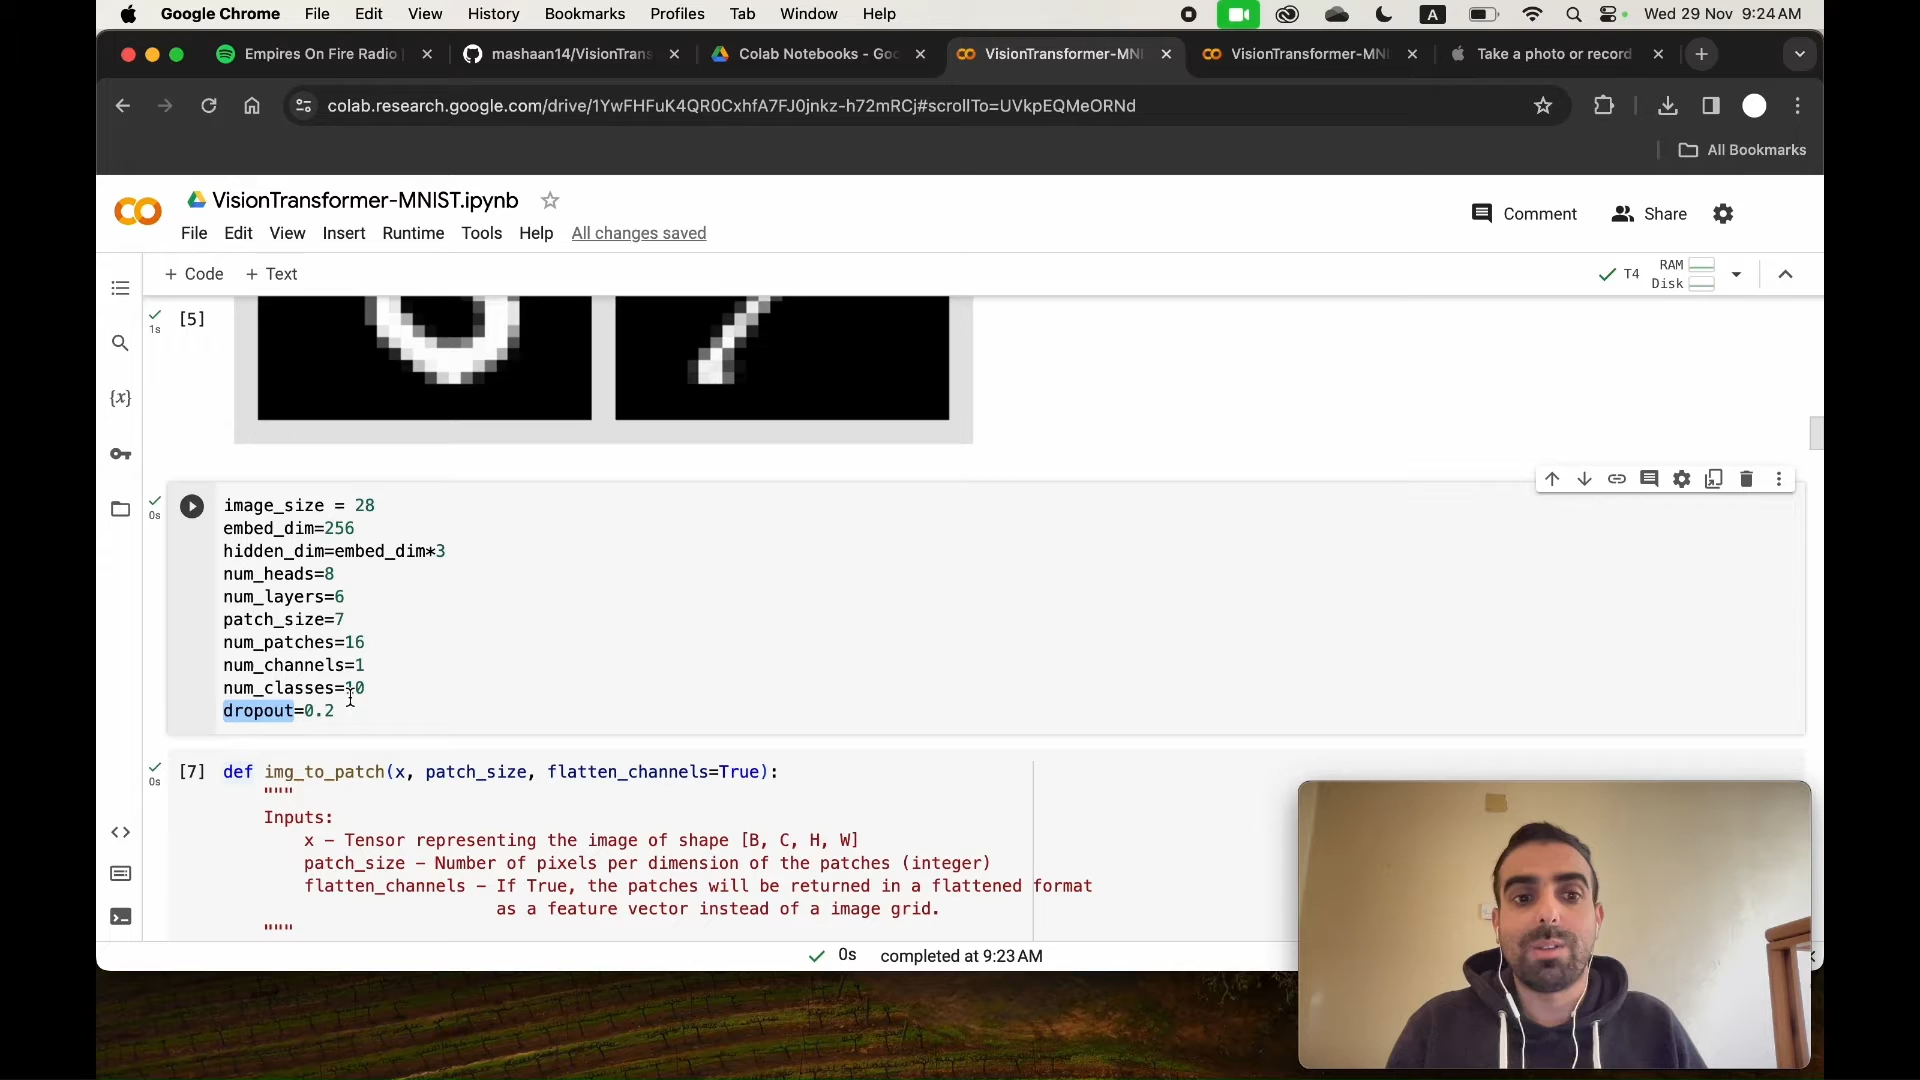 Google Chrome File Edit View History Bookmarks Profiles Tab Window Help A Wed 29 Nov 9:24 AM
Empires On Fire Radio mashaan14/VisionTrans Colab Notebooks - Goo VisionTransformer-MNI VisionTransformer-MNI Take a photo or record
colab.research.google.com/drive/1YwFHFuK4QR0CxhfA7FJ0jnkz-h72mRCj#scrollTo=UVkpEQMeORNd
All Bookmarks
VisionTransformer-MNIST.ipynb
Comment Share
File Edit View Insert Runtime Tools Help All changes saved
+ Code + Text
T4 RAM
Disk
1s [5]
{x}
0s
image_size = 28
embed_dim=256
hidden_dim=embed_dim*3
num_heads=8
num_layers=6
patch_size=7
num_patches=16
num_channels=1
num_classes=10
dropout=0.2
0s [7] def img_to_patch(x, patch_size, flatten_channels=True):
"""
Inputs:
x - Tensor representing the image of shape [B, C, H, W]
patch_size - Number of pixels per dimension of the patches (integer)
flatten_channels - If True, the patches will be returned in a flattened format
as a feature vector instead of a image grid.
"""
0s completed at 9:23 AM